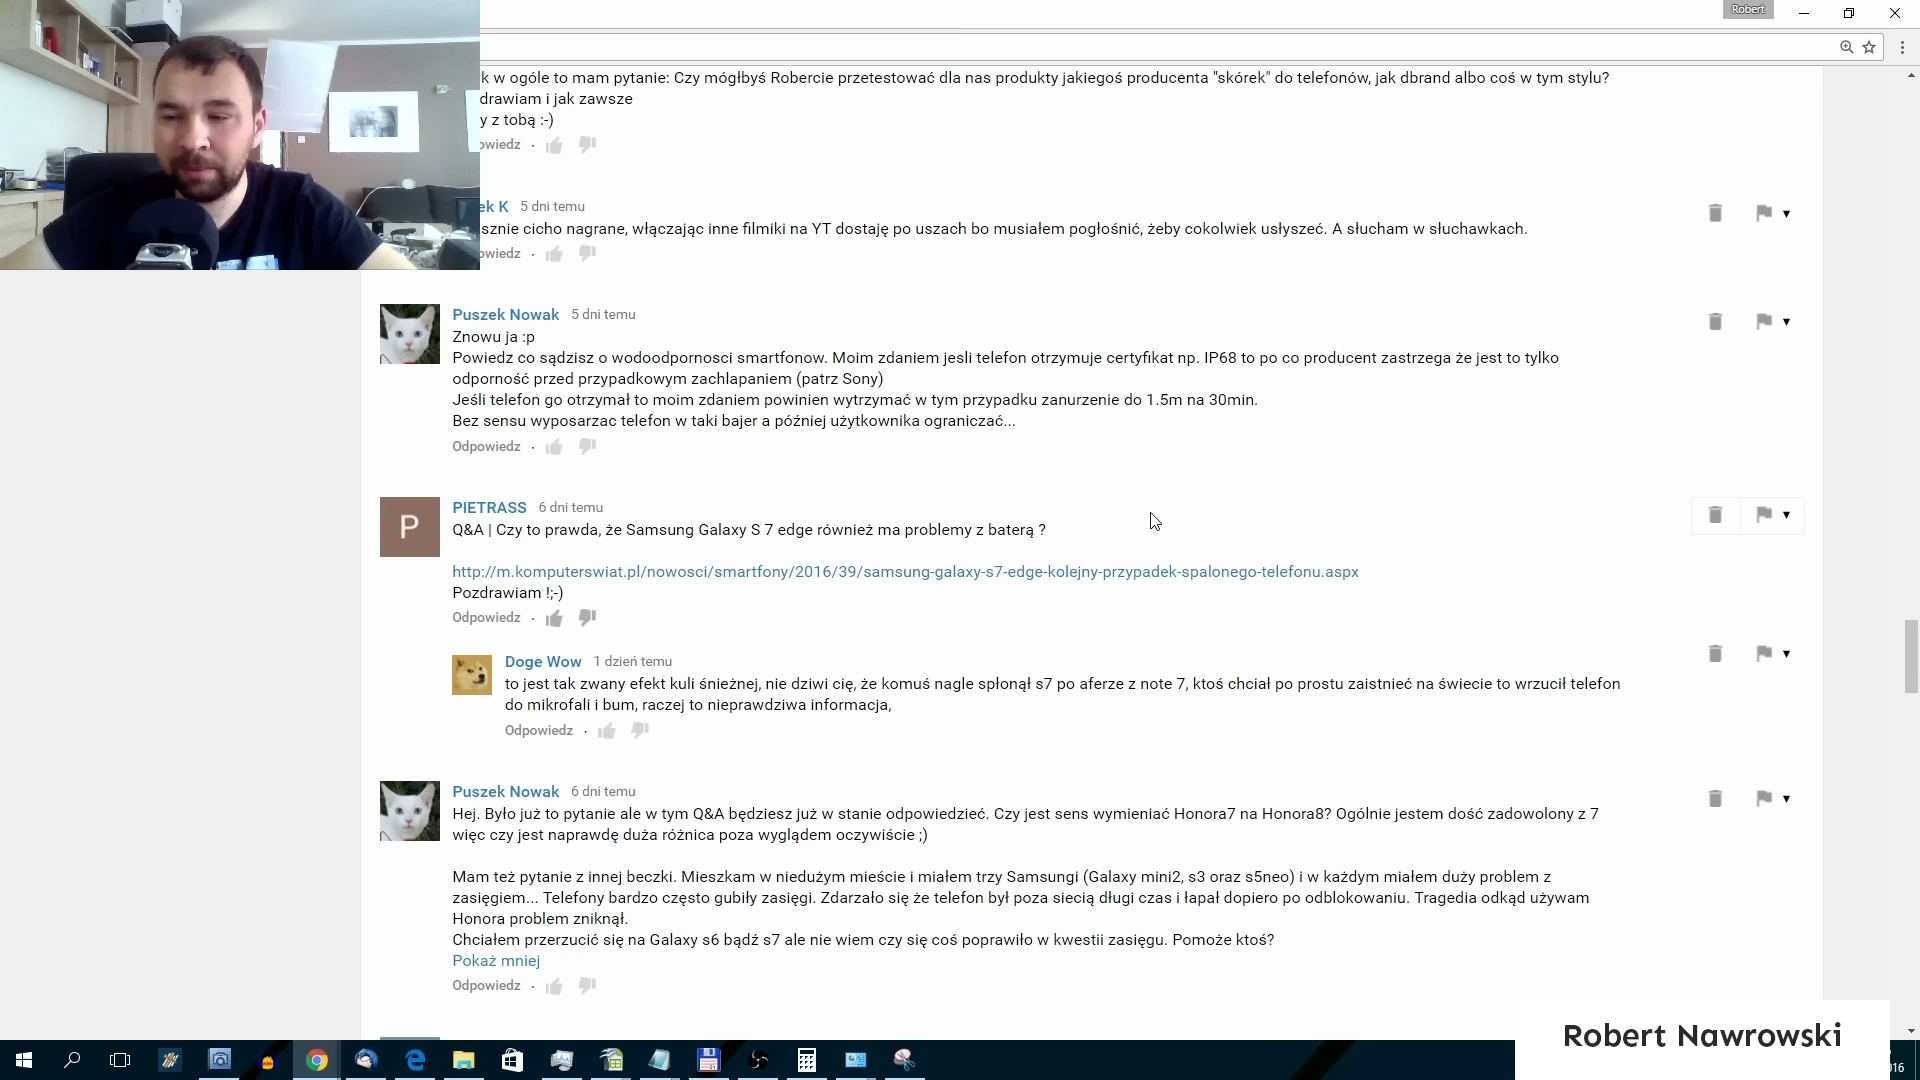 Robert
k w ogóle to mam pytanie: Czy mógłbyś Robercie przetestować dla nas produkty jakiegoś producenta "skórek" do telefonów, jak dbrand albo coś w tym stylu?
drawiam i jak zawsze
y z tobą :-)
owiedz ·
ek K 5 dni temu
sznie cicho nagrane, włączając inne filmiki na YT dostaję po uszach bo musiałem pogłośnić, żeby cokolwiek usłyszeć. A słucham w słuchawkach.
owiedz ·
Puszek Nowak 5 dni temu
Znowu ja :p
Powiedz co sądzisz o wodoodpornosci smartfonow. Moim zdaniem jesli telefon otrzymuje certyfikat np. IP68 to po co producent zastrzega że jest to tylko
odporność przed przypadkowym zachlapaniem (patrz Sony)
Jeśli telefon go otrzymał to moim zdaniem powinien wytrzymać w tym przypadku zanurzenie do 1.5m na 30min.
Bez sensu wyposarzac telefon w taki bajer a później użytkownika ograniczać...
Odpowiedz ·
P
PIETRASS 6 dni temu
Q&A | Czy to prawda, że Samsung Galaxy S 7 edge również ma problemy z baterą ?
http://m.komputerswiat.pl/nowosci/smartfony/2016/39/samsung-galaxy-s7-edge-kolejny-przypadek-spalonego-telefonu.aspx
Pozdrawiam !;-)
Odpowiedz ·
Doge Wow 1 dzień temu
to jest tak zwany efekt kuli śnieżnej, nie dziwi cię, że komuś nagle spłonął s7 po aferze z note 7, ktoś chciał po prostu zaistnieć na świecie to wrzucił telefon
do mikrofali i bum, raczej to nieprawdziwa informacja,
Odpowiedz ·
Puszek Nowak 6 dni temu
Hej. Było już to pytanie ale w tym Q&A będziesz już w stanie odpowiedzieć. Czy jest sens wymieniać Honora7 na Honora8? Ogólnie jestem dość zadowolony z 7
więc czy jest naprawdę duża różnica poza wyglądem oczywiście ;)
Mam też pytanie z innej beczki. Mieszkam w niedużym mieście i miałem trzy Samsungi (Galaxy mini2, s3 oraz s5neo) i w każdym miałem duży problem z
zasięgiem... Telefony bardzo często gubiły zasięgi. Zdarzało się że telefon był poza siecią długi czas i łapał dopiero po odblokowaniu. Tragedia odkąd używam
Honora problem zniknął.
Chciałem przerzucić się na Galaxy s6 bądź s7 ale nie wiem czy się coś poprawiło w kwestii zasięgu. Pomoże ktoś?
Pokaż mniej
Odpowiedz ·
Robert Nawrowski
016